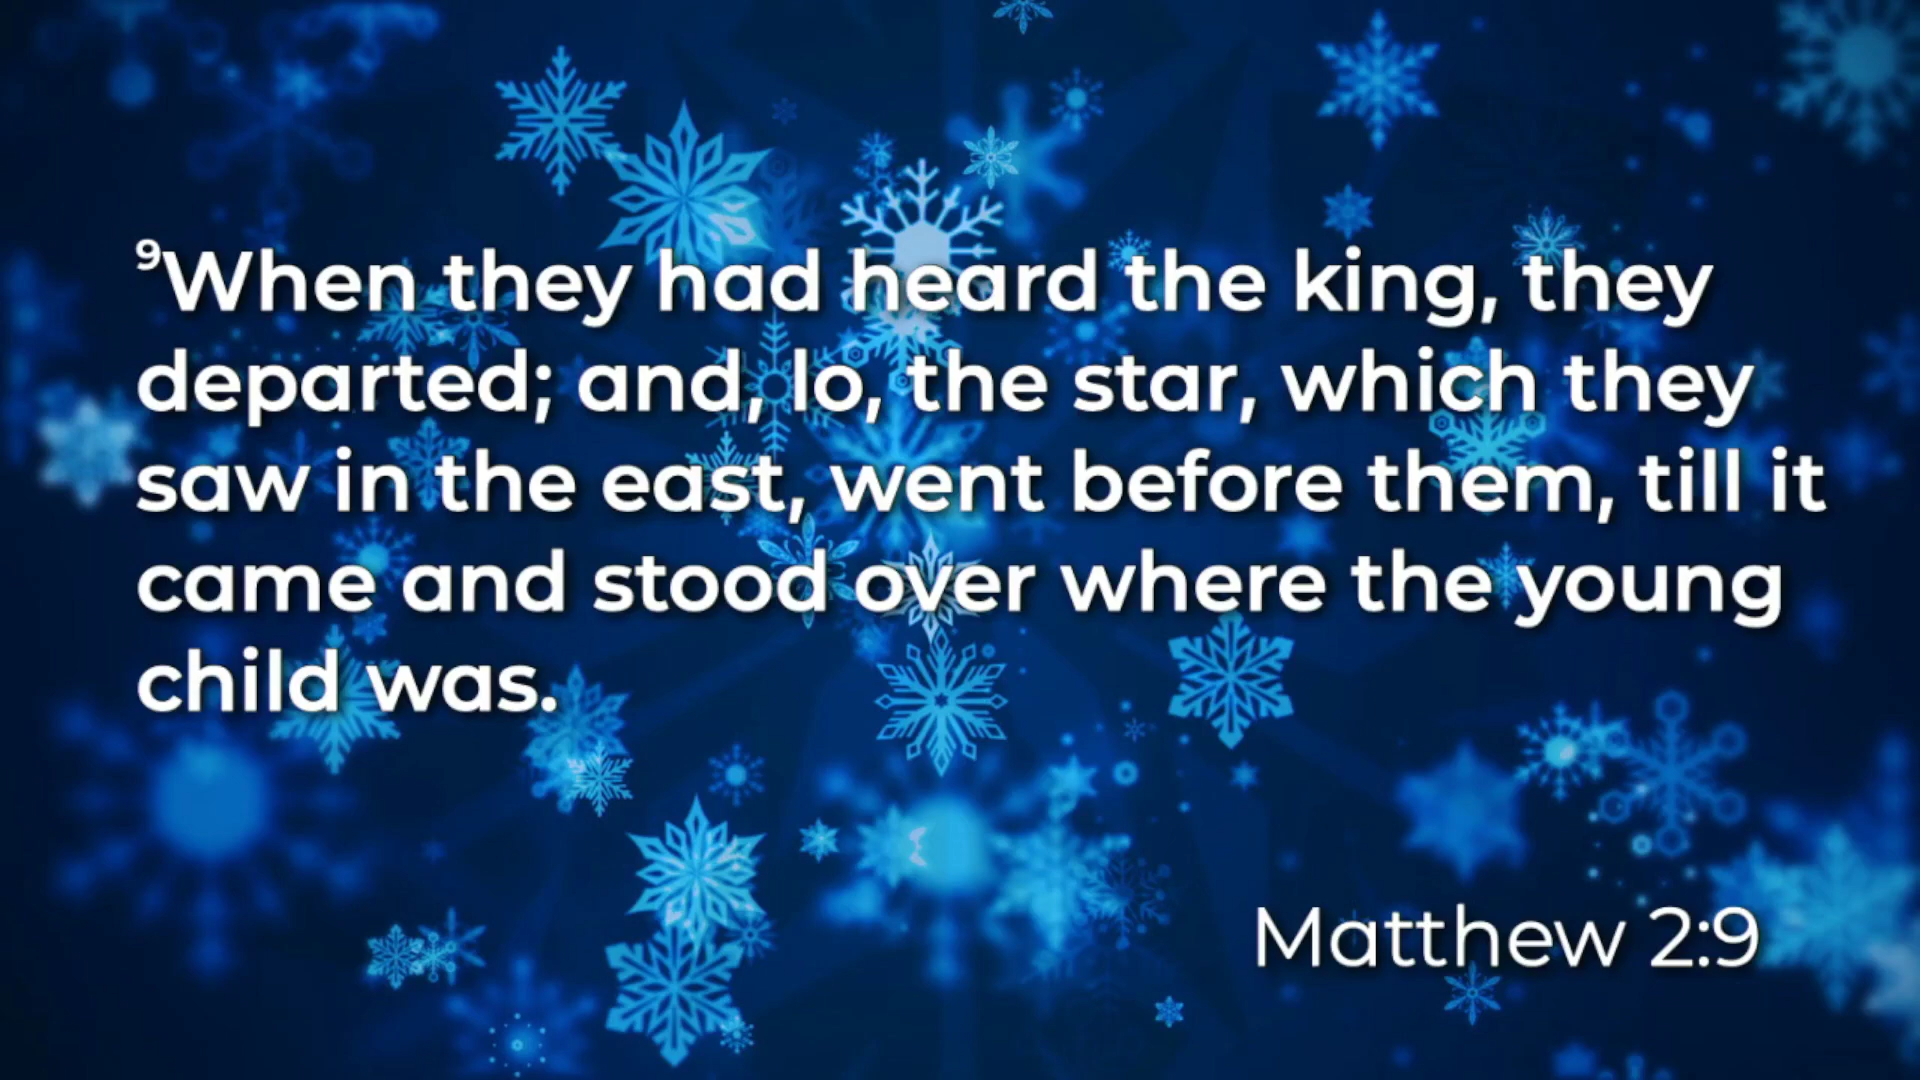 ⁹When they had heard the king, they
departed; and, lo, the star, which they
saw in the east, went before them, till it
came and stood over where the young
child was.
Matthew 2:9